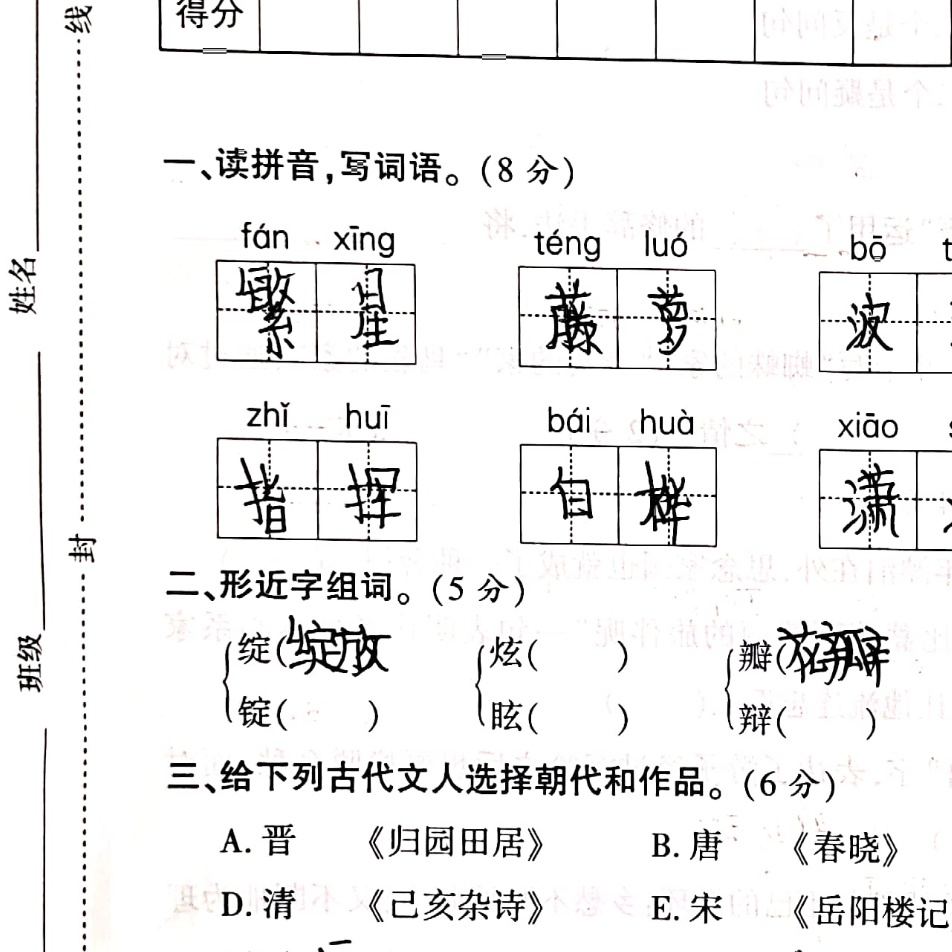 线
得分
一、读拼音,写词语。(8分)
fán xīng téng luó bō
繁星 藤萝 波
zhǐ huī bái huà xiāo
指挥 白桦 潇
二、形近字组词。(5分)
绽(绽放 炫( ) 瓣(花瓣
锭( ) 眩( ) 辩( )
三、给下列古代文人选择朝代和作品。(6分)
A.晋 《归园田居》 B.唐 《春晓》
D.清 《己亥杂诗》 E.宋 《岳阳楼记
姓名
封
班级